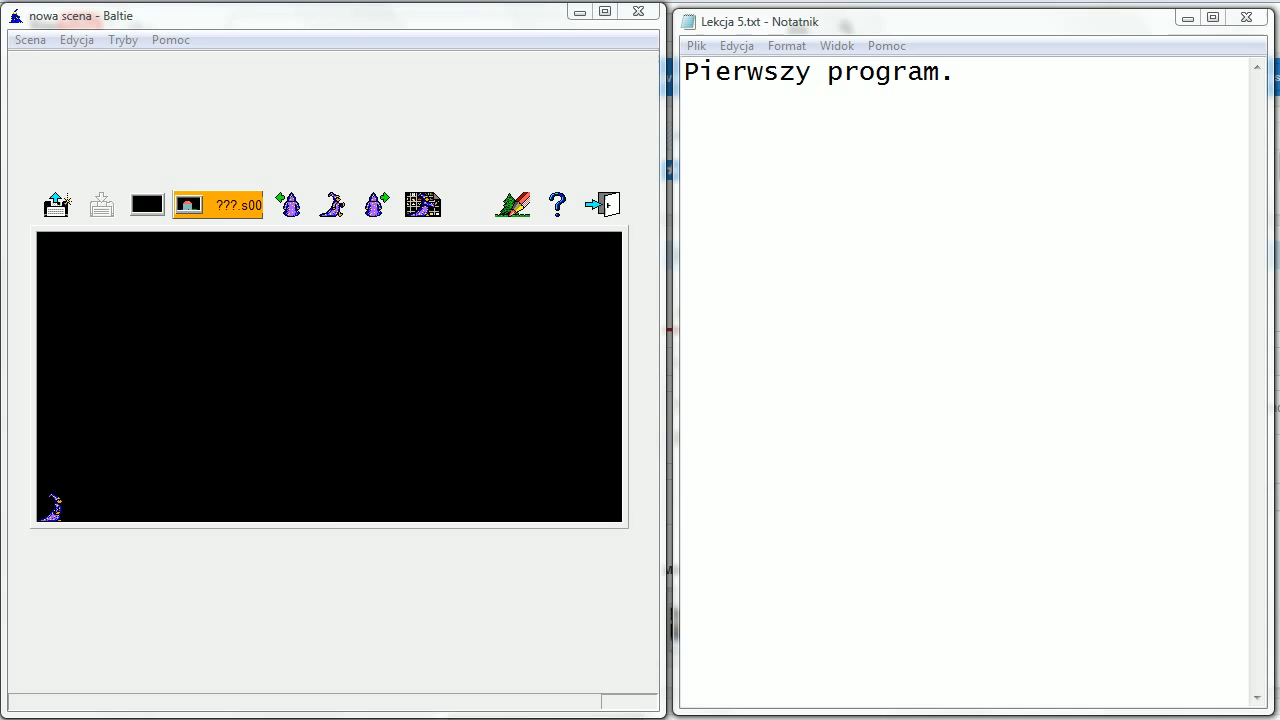 nowa scena - Baltie
Scena Edycja Tryby Pomoc
???.s00
Lekcja 5.txt - Notatnik
Plik Edycja Format Widok Pomoc
Pierwszy program.